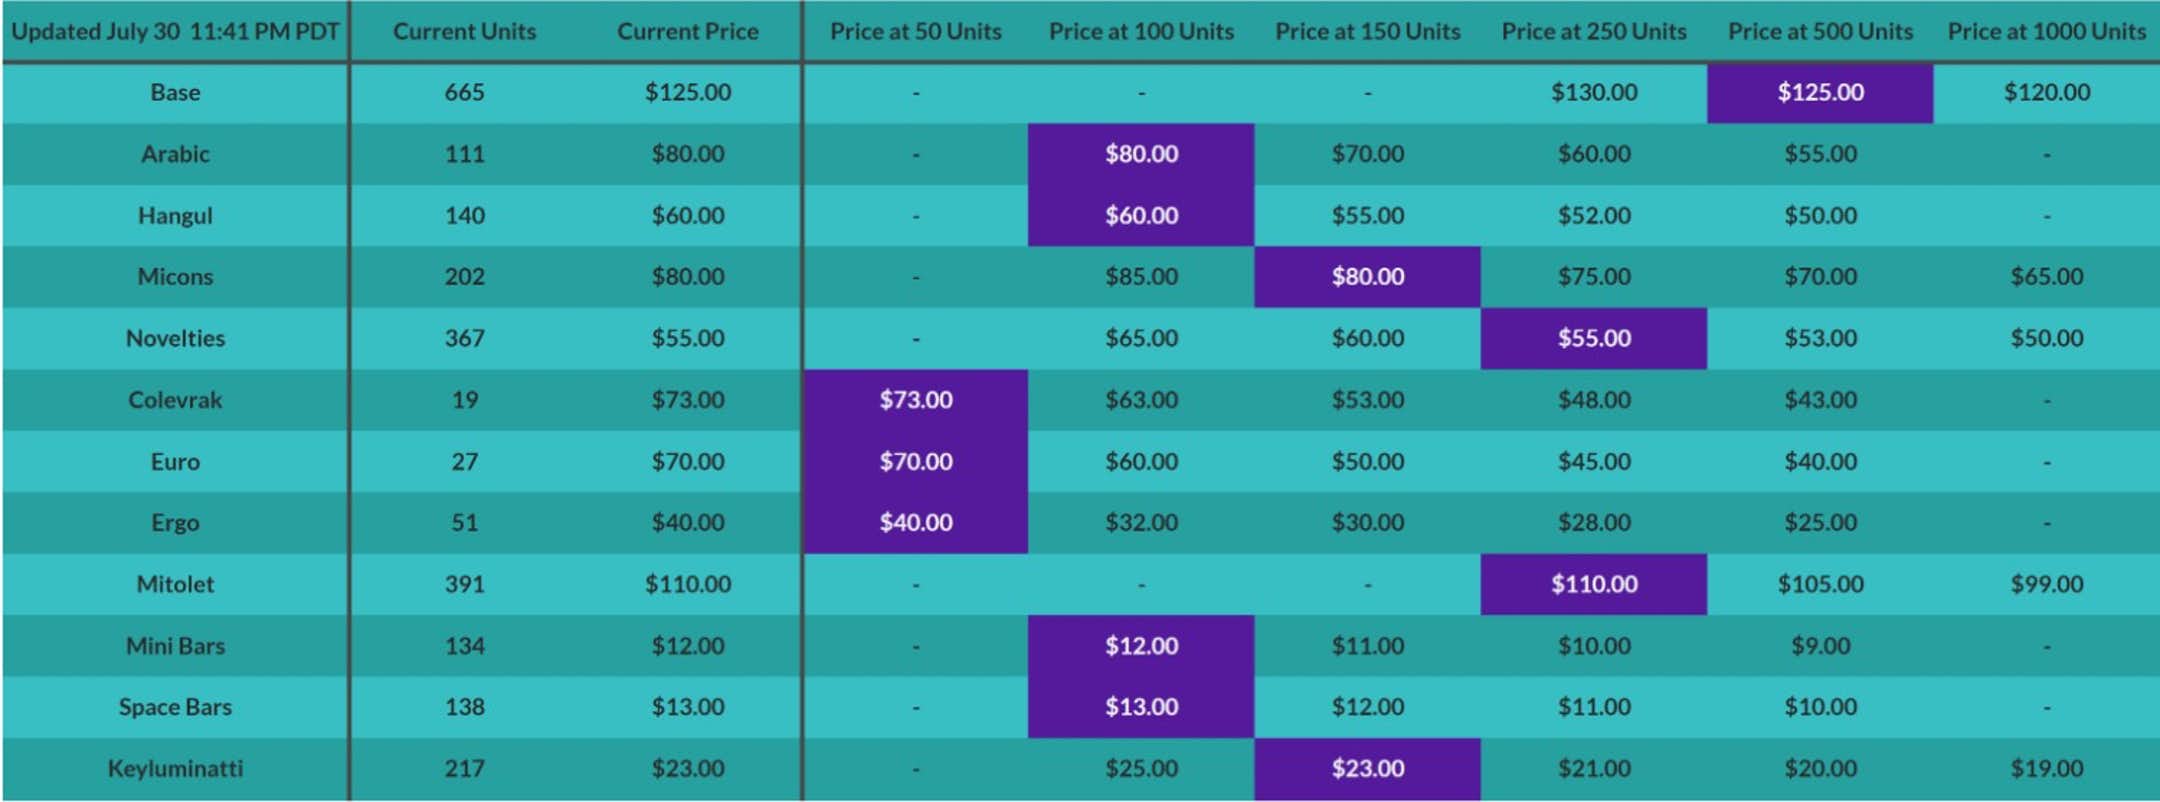 Updated July 30 11:41 PM PDT Current Units Current Price Price at 50 Units Price at 100 Units Price at 150 Units Price at 250 Units Price at 500 Units Price at 1000 Units
Base 665 $125.00 - - - $130.00 $125.00 $120.00
Arabic 111 $80.00 - $80.00 $70.00 $60.00 $55.00 -
Hangul 140 $60.00 - $60.00 $55.00 $52.00 $50.00 -
Micons 202 $80.00 - $85.00 $80.00 $75.00 $70.00 $65.00
Novelties 367 $55.00 - $65.00 $60.00 $55.00 $53.00 $50.00
Colevrak 19 $73.00 $73.00 $63.00 $53.00 $48.00 $43.00 -
Euro 27 $70.00 $70.00 $60.00 $50.00 $45.00 $40.00 -
Ergo 51 $40.00 $40.00 $32.00 $30.00 $28.00 $25.00 -
Mitolet 391 $110.00 - - - $110.00 $105.00 $99.00
Mini Bars 134 $12.00 - $12.00 $11.00 $10.00 $9.00 -
Space Bars 138 $13.00 - $13.00 $12.00 $11.00 $10.00 -
Keyluminatti 217 $23.00 - $25.00 $23.00 $21.00 $20.00 $19.00